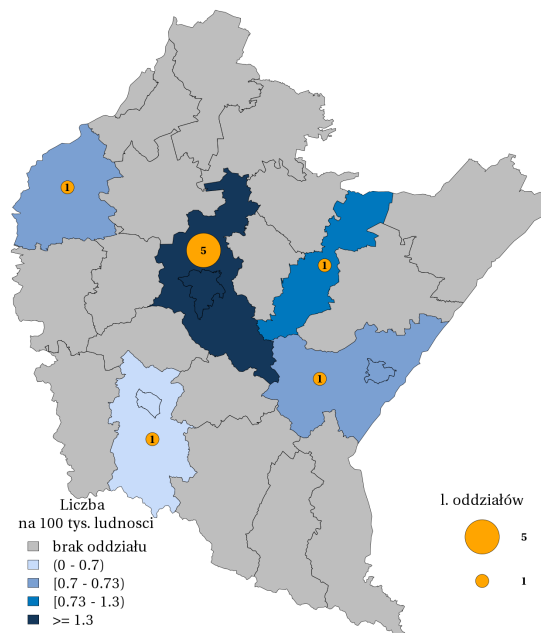 1
5
1
1
1
Liczba
na 100 tys. ludnosci
brak oddziału
(0 - 0.7)
[0.7 - 0.73)
[0.73 - 1.3)
>= 1.3
l. oddziałów
5
1